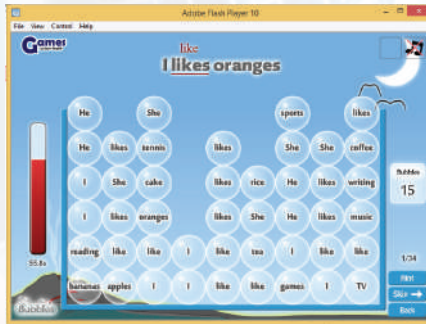 Adobe Flash Player 10
File View Control Help
Games
like
I likes oranges
He She sports likes
He likes tennis likes She She coffee
I She cake likes rice He likes writing
I likes oranges likes She He likes music
reading like like I like tea I like like
bananas apples I I like like games I TV
Bubbles
15
55.8s
1/34
Hint
Skip
Back
Bubbles